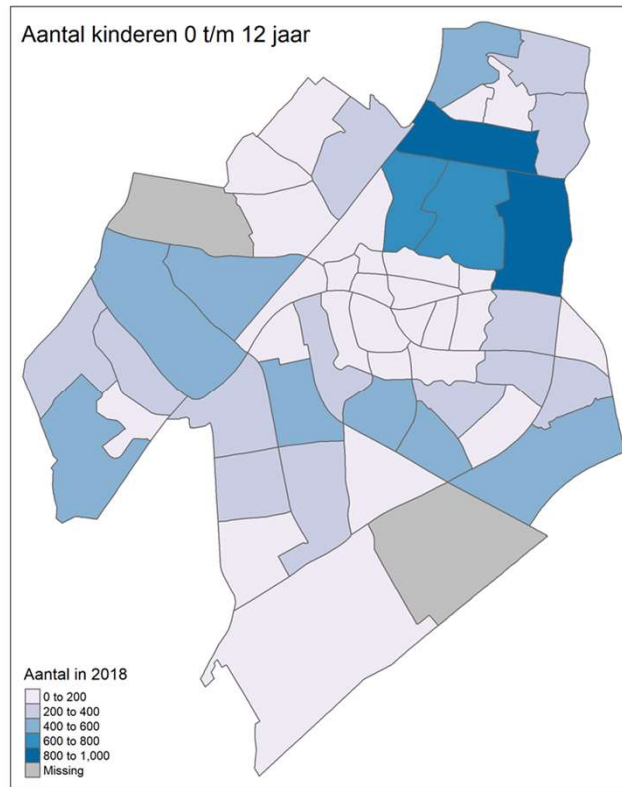 Aantal kinderen 0 t/m 12 jaar
Aantal in 2018
0 to 200
200 to 400
400 to 600
600 to 800
800 to 1,000
Missing